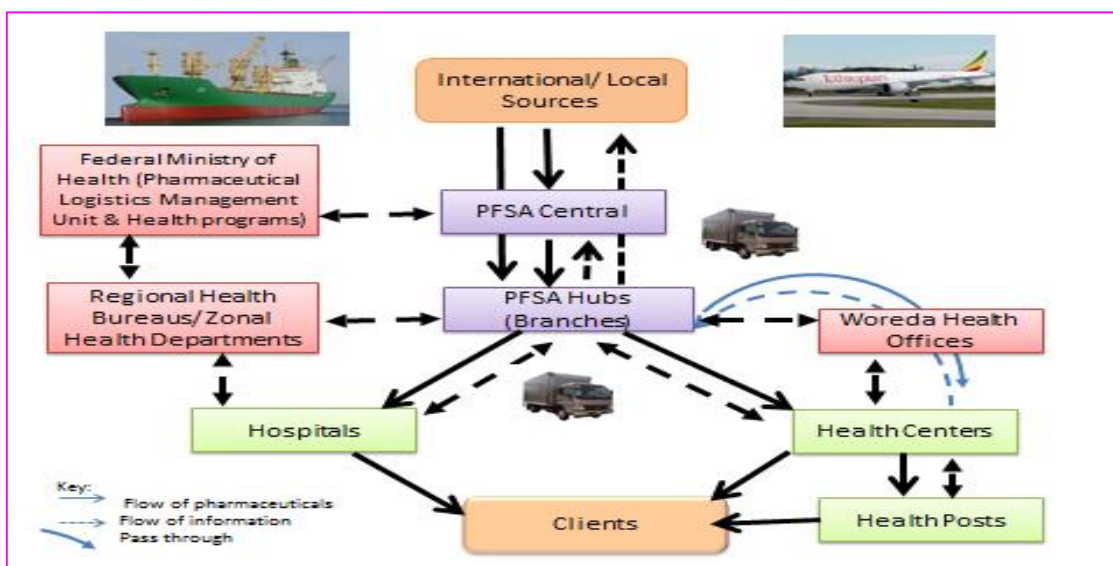 International/ Local
Sources
Ethiopian
Federal Ministry of
Health (Pharmaceutical
Logistics Management
Unit & Health programs)
PFSA Central
Regional Health
Bureaus/ Zonal
Health Departments
PFSA Hubs
(Branches)
Woreda Health
Offices
Hospitals
Health Centers
Key:
Flow of pharmaceuticals
Flow of information
Pass through
Clients
Health Posts